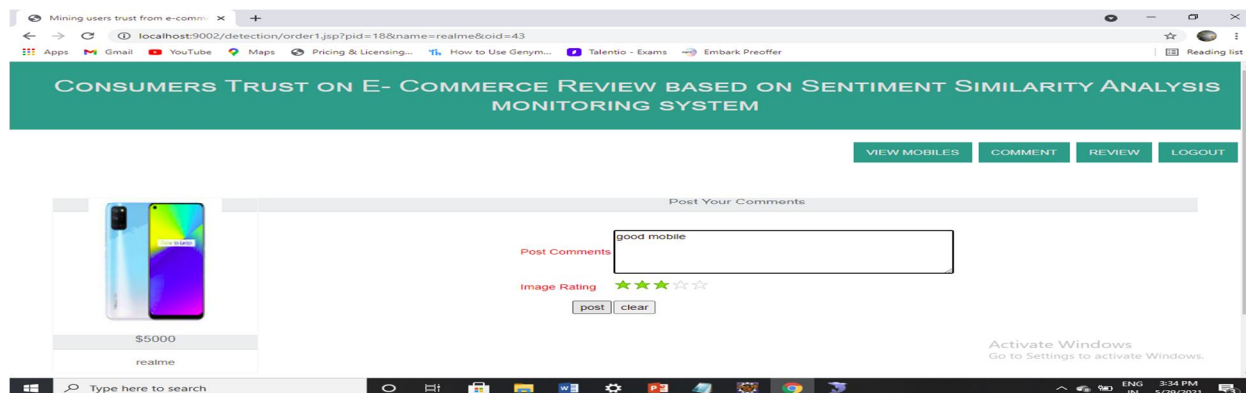 Mining users trust from e-comm
localhost:9002/detection/order1.jsp?pid=18&name=realme&oid=43
Apps Gmail YouTube Maps Pricing & Licensing... How to Use Genym... Talentio - Exams Embark Preoffer Reading list
CONSUMERS TRUST ON E- COMMERCE REVIEW BASED ON SENTIMENT SIMILARITY ANALYSIS
MONITORING SYSTEM
VIEW MOBILES COMMENT REVIEW LOGOUT
Post Your Comments
good mobile
Post Comments
Image Rating
post clear
$5000
realme
Activate Windows
Go to Settings to activate Windows.
Type here to search
ENG 3:34 PM
IN 5/29/2021